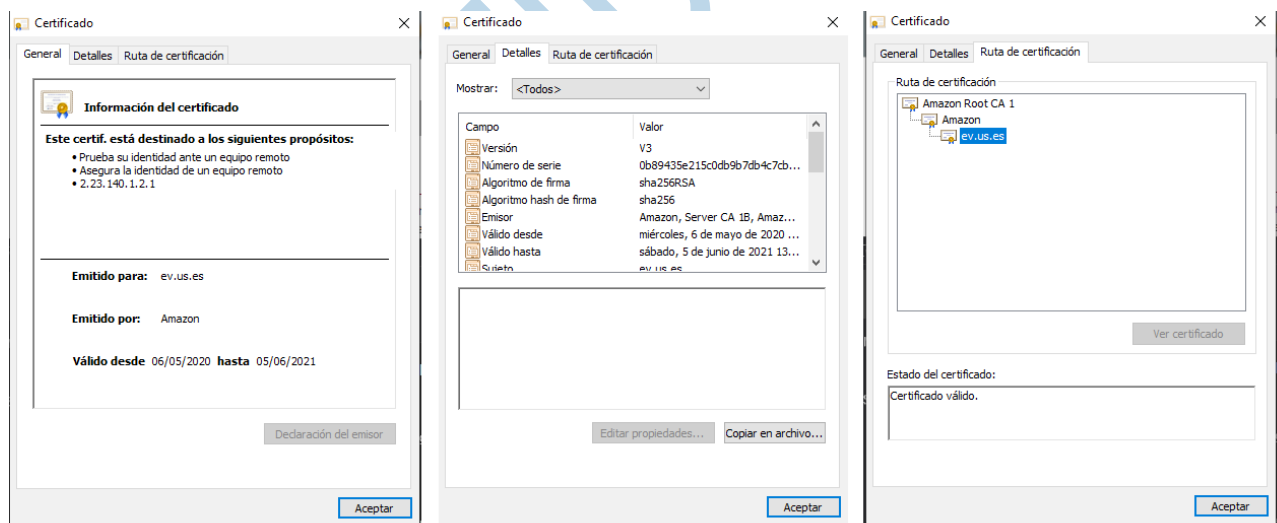 Certificado
General Detalles Ruta de certificación
Información del certificado
Este certif. está destinado a los siguientes propósitos:
• Prueba su identidad ante un equipo remoto
• Asegura la identidad de un equipo remoto
• 2.23.140.1.2.1
Emitido para: ev.us.es
Emitido por: Amazon
Válido desde 06/05/2020 hasta 05/06/2021
Declaración del emisor
Aceptar
Certificado
General Detalles Ruta de certificación
Mostrar: <Todos>
Campo Valor
Versión V3
Número de serie 0b89435e215c0db9b7db4c7cb...
Algoritmo de firma sha256RSA
Algoritmo hash de firma sha256
Emisor Amazon, Server CA 1B, Amaz...
Válido desde miércoles, 6 de mayo de 2020 ...
Válido hasta sábado, 5 de junio de 2021 13...
Sujeto ev.us.es
Editar propiedades... Copiar en archivo...
Aceptar
Certificado
General Detalles Ruta de certificación
Ruta de certificación
Amazon Root CA 1
Amazon
ev.us.es
Ver certificado
Estado del certificado:
Certificado válido.
Aceptar